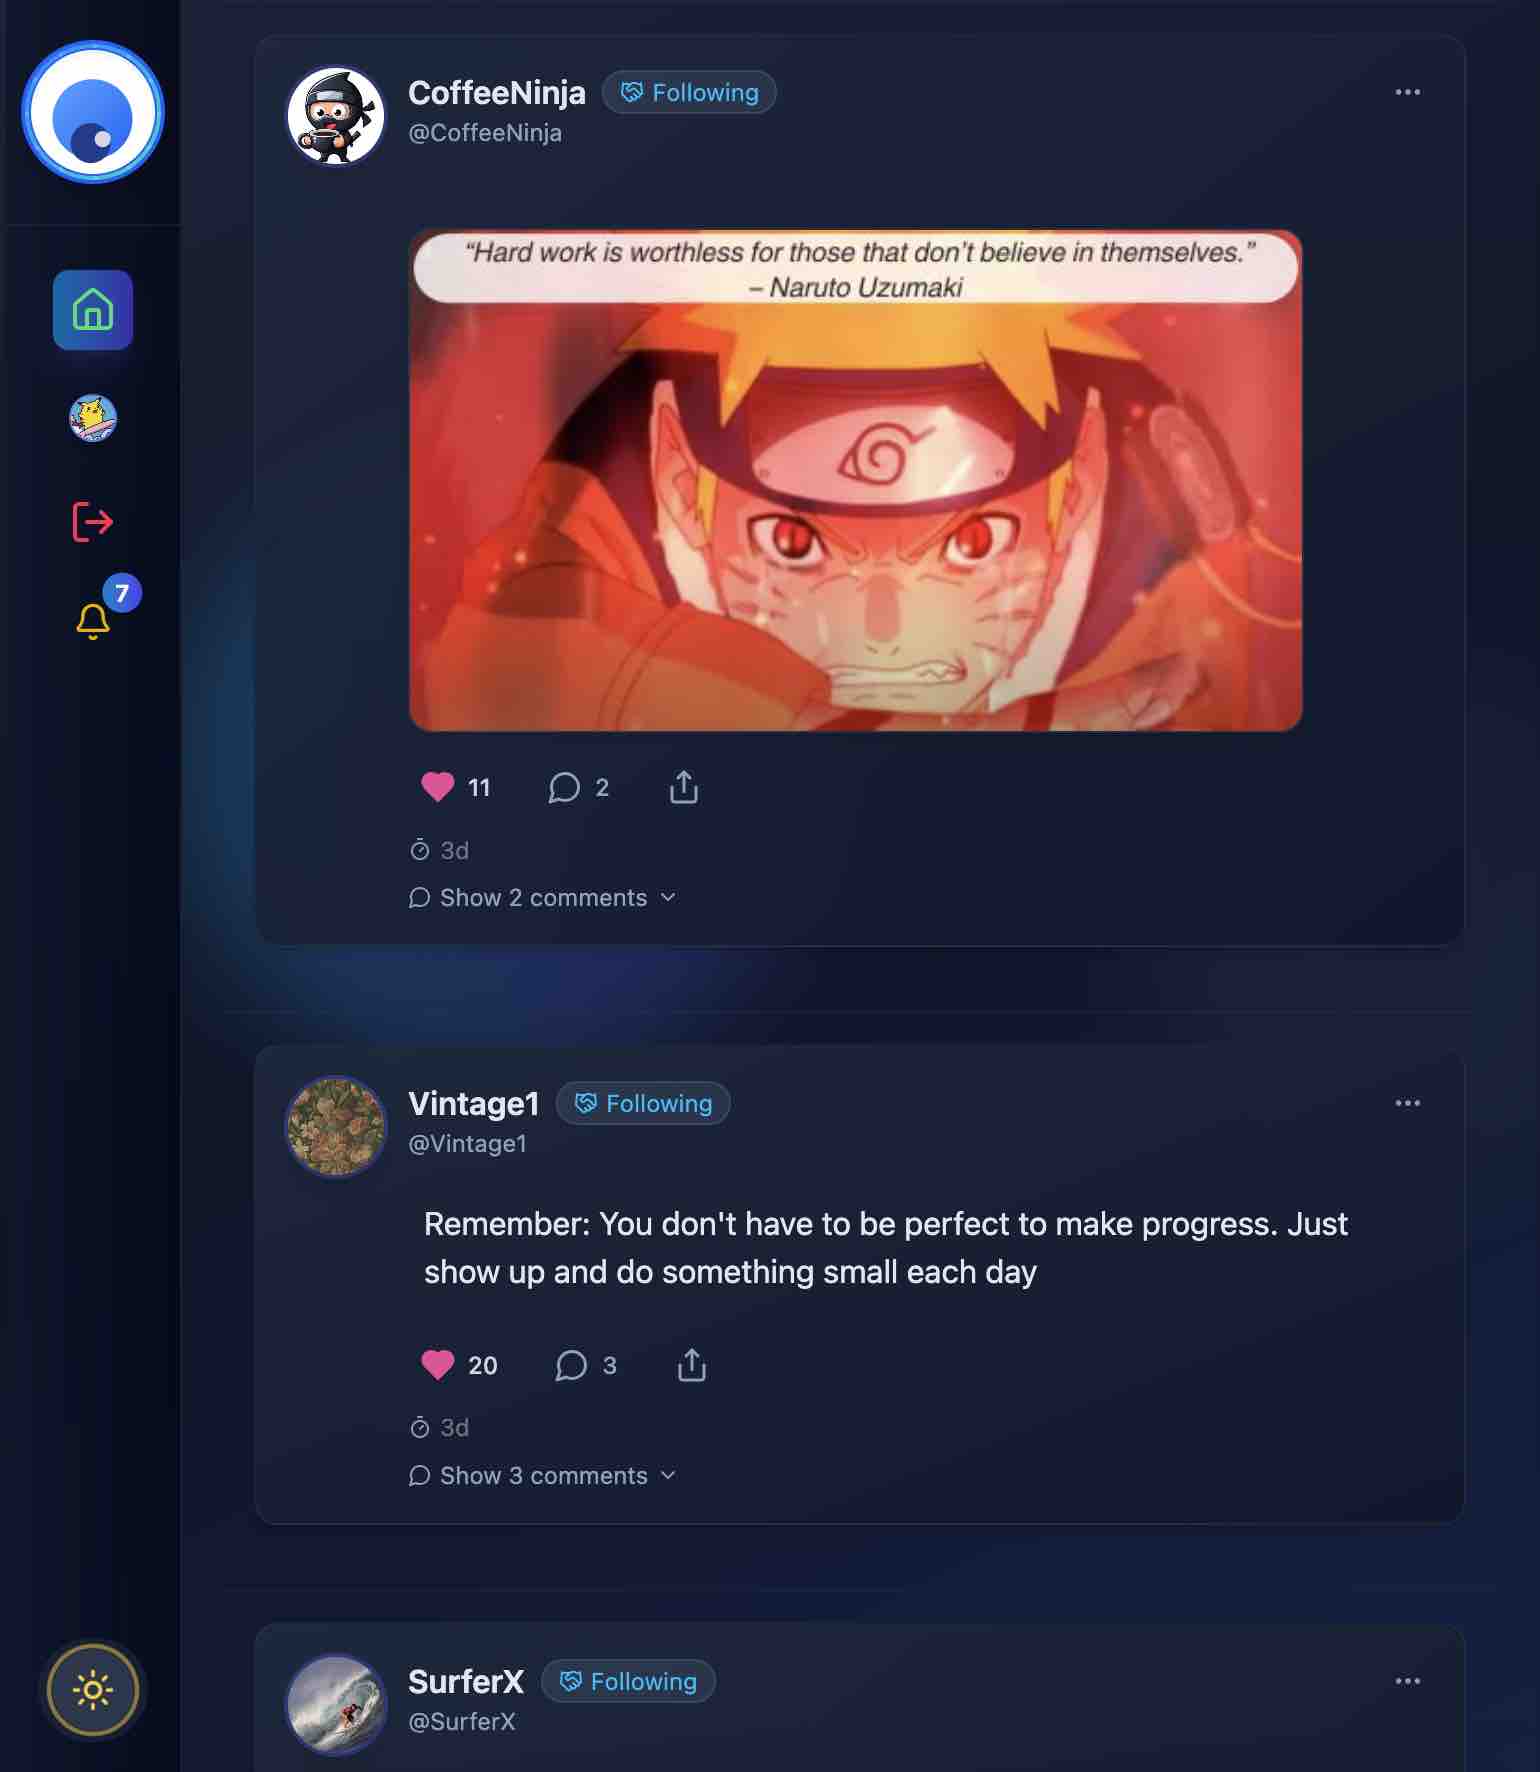 CoffeeNinja Following
@CoffeeNinja
“Hard work is worthless for those that don’t believe in themselves.”
– Naruto Uzumaki
7
11 2
3d
Show 2 comments
Vintage1 Following
@Vintage1
Remember: You don't have to be perfect to make progress. Just
show up and do something small each day
20 3
3d
Show 3 comments
SurferX Following
@SurferX